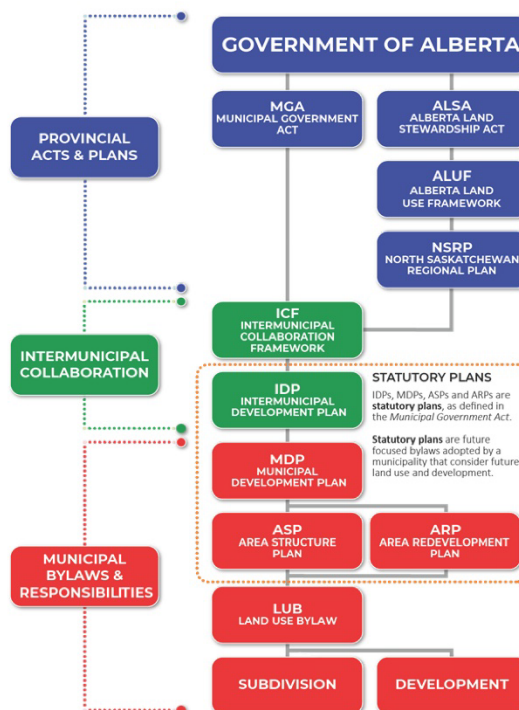 GOVERNMENT OF ALBERTA
MGA
MUNICIPAL GOVERNMENT
ACT
ALSA
ALBERTA LAND
STEWARDSHIP ACT
PROVINCIAL
ACTS & PLANS
ALUF
ALBERTA LAND
USE FRAMEWORK
NSRP
NORTH SASKATCHEWAN
REGIONAL PLAN
ICF
INTERMUNICIPAL
COLLABORATION
FRAMEWORK
INTERMUNICIPAL
COLLABORATION
IDP
INTERMUNICIPAL
DEVELOPMENT PLAN
STATUTORY PLANS
IDPs, MDPs, ASPs and ARPs are
statutory plans, as defined in
the Municipal Government Act.
Statutory plans are future
focused bylaws adopted by a
municipality that consider future
land use and development.
MDP
MUNICIPAL
DEVELOPMENT PLAN
ASP
AREA STRUCTURE
PLAN
ARP
AREA REDEVELOPMENT
PLAN
MUNICIPAL
BYLAWS &
RESPONSIBILITIES
LUB
LAND USE BYLAW
SUBDIVISION
DEVELOPMENT